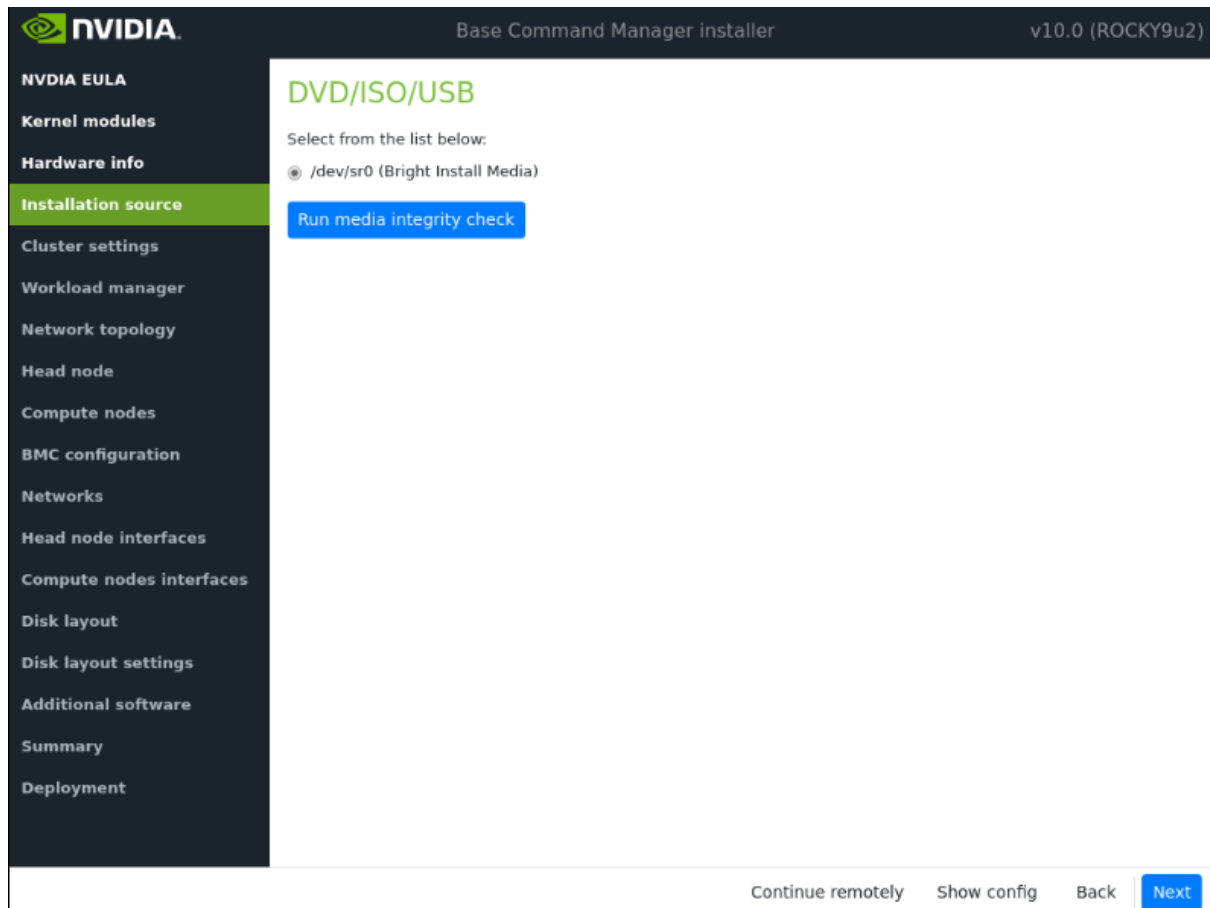 NVIDIA. Base Command Manager installer v10.0 (ROCKY9u2)
NVDIA EULA
Kernel modules
Hardware info
Installation source
Cluster settings
Workload manager
Network topology
Head node
Compute nodes
BMC configuration
Networks
Head node interfaces
Compute nodes interfaces
Disk layout
Disk layout settings
Additional software
Summary
Deployment
DVD/ISO/USB
Select from the list below:
/dev/sr0 (Bright Install Media)
Run media integrity check
Continue remotely Show config Back Next